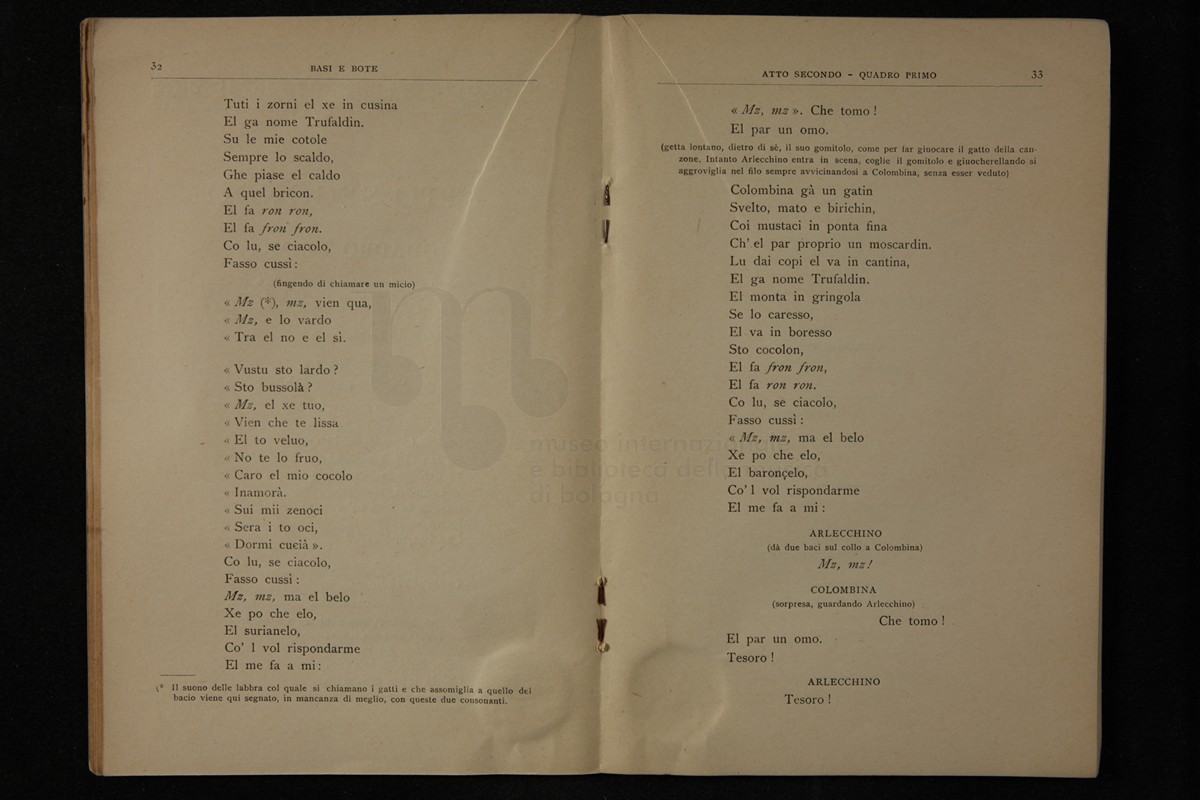 32
BASI E BOTE
Tuti i zorni el xe in cusina
El ga nome Trufaldin.
Su le mie cotole
Sempre lo scaldo,
Ghe piase el caldo
A quel bricon.
El fa ron ron,
El fa fron fron.
Co lu, se ciacolo,
Fasso cussì:
(fingendo di chiamare un micio)
« Mz (*), mz, vien qua,
« Mz, e lo vardo
« Tra el no e el sì.
« Vustu sto lardo?
« Sto bussolà?
« Mz, el xe tuo,
« Vien che te lissa
« El to veluo,
« No te lo fruo,
« Caro el mio cocolo
« Inamorà.
« Sui mii zenoci
« Sera i to oci,
« Dormi cucià ».
Co lu, se ciacolo,
Fasso cussì:
Mz, mz, ma el belo
Xe po che elo,
El surianelo,
Co' l vol rispondarme
El me fa a mi:
(* Il suono delle labbra col quale si chiamano i gatti e che assomiglia a quello del
bacio viene qui segnato, in mancanza di meglio, con queste due consonanti.
ATTO SECONDO - QUADRO PRIMO
33
« Mz, mz ». Che tomo!
El par un omo.
(getta lontano, dietro di sè, il suo gomitolo, come per far giuocare il gatto della can-
zone. Intanto Arlecchino entra in scena, coglie il gomitolo e giuocherellando si
aggroviglia nel filo sempre avvicinandosi a Colombina, senza esser veduto)
Colombina gà un gatin
Svelto, mato e birichin,
Coi mustaci in ponta fina
Ch' el par proprio un moscardin.
Lu dai copi el va in cantina,
El ga nome Trufaldin.
El monta in gringola
Se lo caresso,
El va in boresso
Sto cocolon,
El fa fron fron,
El fa ron ron.
Co lu, se ciacolo,
Fasso cussì:
« Mz, mz, ma el belo
Xe po che elo,
El baronçelo,
Co' l vol rispondarme
El me fa a mi:
ARLECCHINO
(dà due baci sul collo a Colombina)
Mz, mz!
COLOMBINA
(sorpresa, guardando Arlecchino)
Che tomo!
El par un omo.
Tesoro!
ARLECCHINO
Tesoro!
museo internazi
e biblioteca dell
di bologna